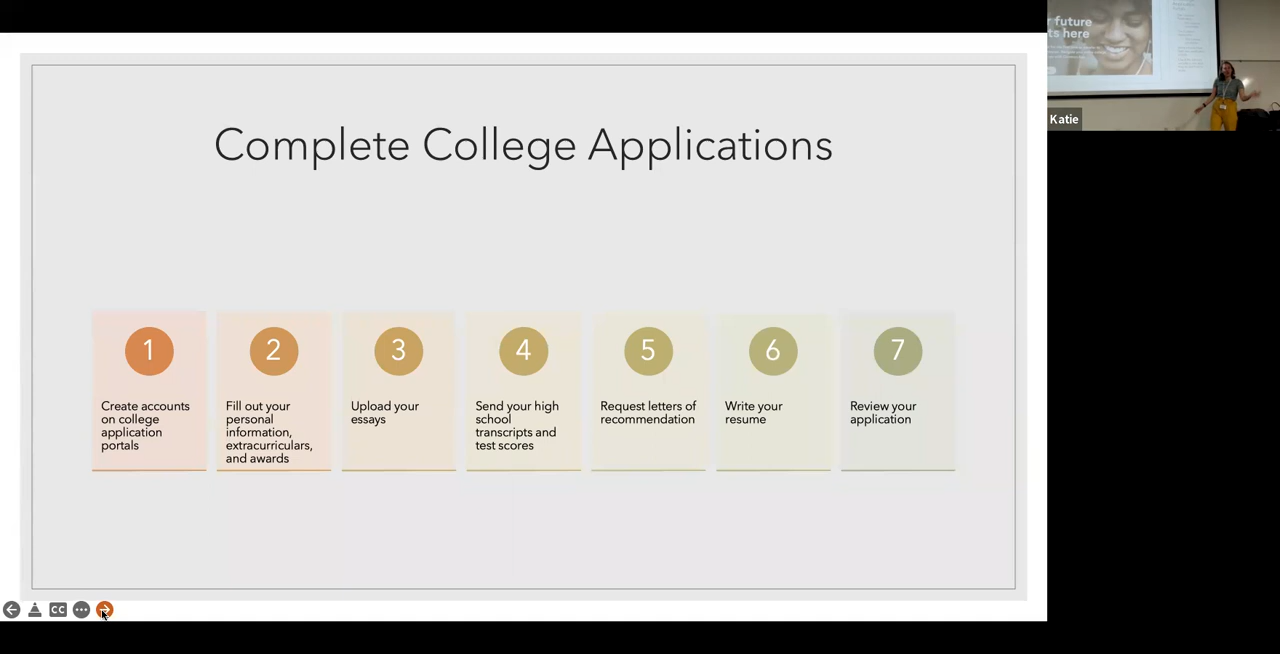 Complete College Applications
1
Create accounts
on college
application
portals
2
Fill out your
personal
information,
extracurriculars,
and awards
3
Upload your
essays
4
Send your high
school
transcripts and
test scores
5
Request letters of
recommendation
6
Write your
resume
7
Review your
application
CC
r future
ts here
Katie